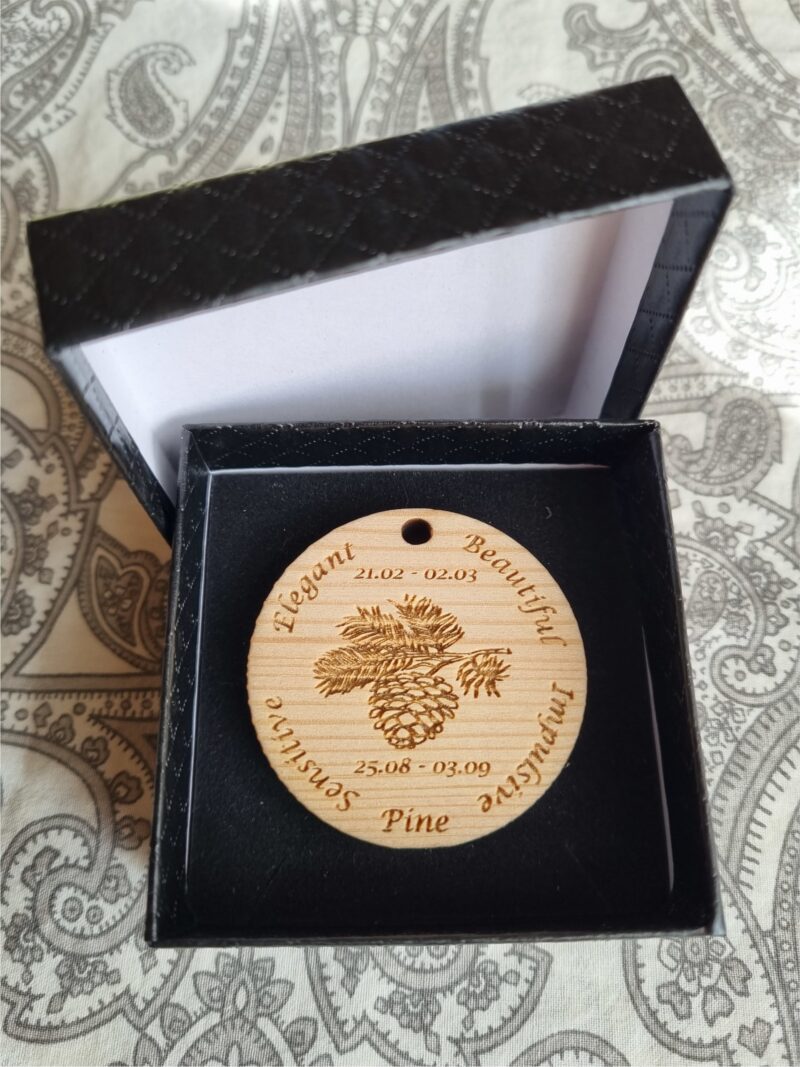 Elegant
Beautiful
21.02 - 02.03
Sensitive
Impulsive
25.08 - 03.09
Pine